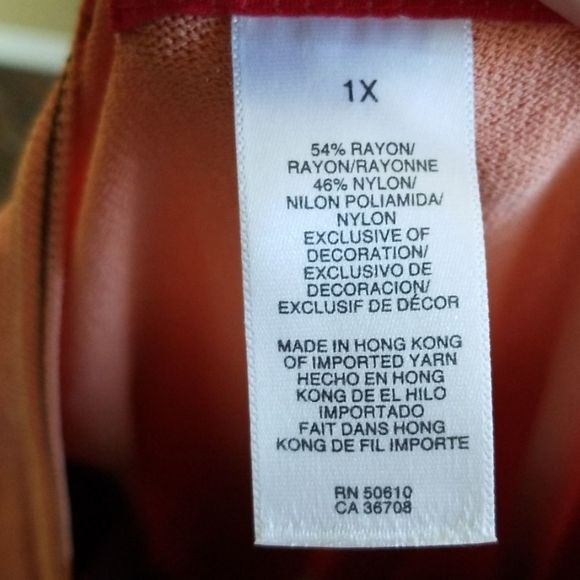 1X
54% RAYON/
RAYON/RAYONNE
46% NYLON/
NILON POLIAMIDA/
NYLON
EXCLUSIVE OF
DECORATION/
EXCLUSIVO DE
DECORACION/
EXCLUSIF DE DÉCOR
MADE IN HONG KONG
OF IMPORTED YARN
HECHO EN HONG
KONG DE EL HILO
IMPORTADO
FAIT DANS HONG
KONG DE FIL IMPORTE
RN 50610
CA 36708